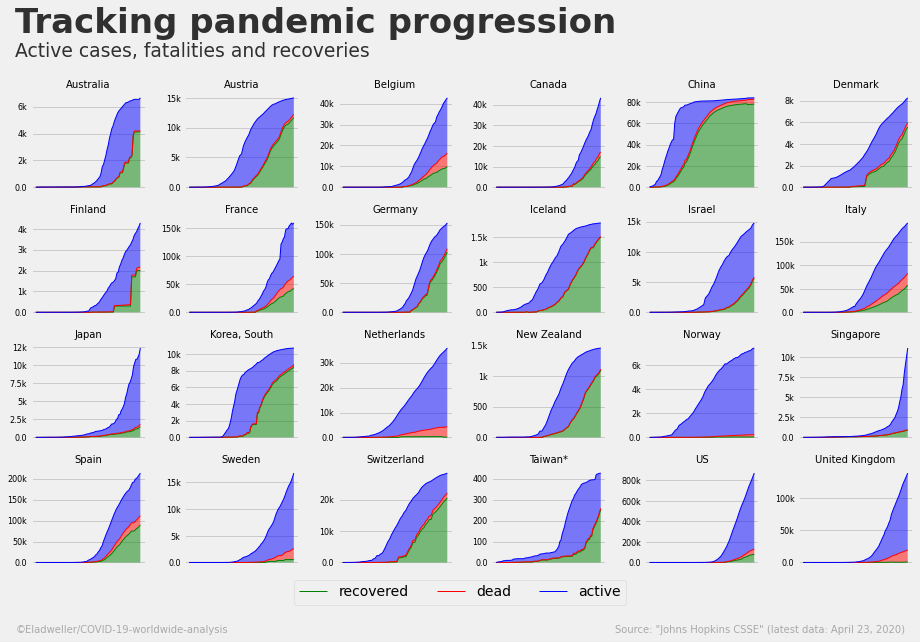 Tracking pandemic progression
Active cases, fatalities and recoveries
Australia Austria Belgium Canada China Denmark
6k 4k 2k 0.0
15k 10k 5k 0.0
40k 30k 20k 10k 0.0
40k 30k 20k 10k 0.0
80k 60k 40k 20k 0.0
8k 6k 4k 2k 0.0
Finland France Germany Iceland Israel Italy
4k 3k 2k 1k 0.0
150k 100k 50k 0.0
150k 100k 50k 0.0
1.5k 1k 500 0.0
15k 10k 5k 0.0
150k 100k 50k 0.0
Japan Korea, South Netherlands New Zealand Norway Singapore
12k 10k 7.5k 5k 2.5k 0.0
10k 8k 6k 4k 2k 0.0
30k 20k 10k 0.0
1.5k 1k 500 0.0
6k 4k 2k 0.0
10k 7.5k 5k 2.5k 0.0
Spain Sweden Switzerland Taiwan* US United Kingdom
200k 150k 100k 50k 0.0
15k 10k 5k 0.0
20k 10k 0.0
400 300 200 100 0.0
800k 600k 400k 200k 0.0
100k 50k 0.0
recovered dead active
©Eladweller/COVID-19-worldwide-analysis
Source: "Johns Hopkins CSSE" (latest data: April 23, 2020)